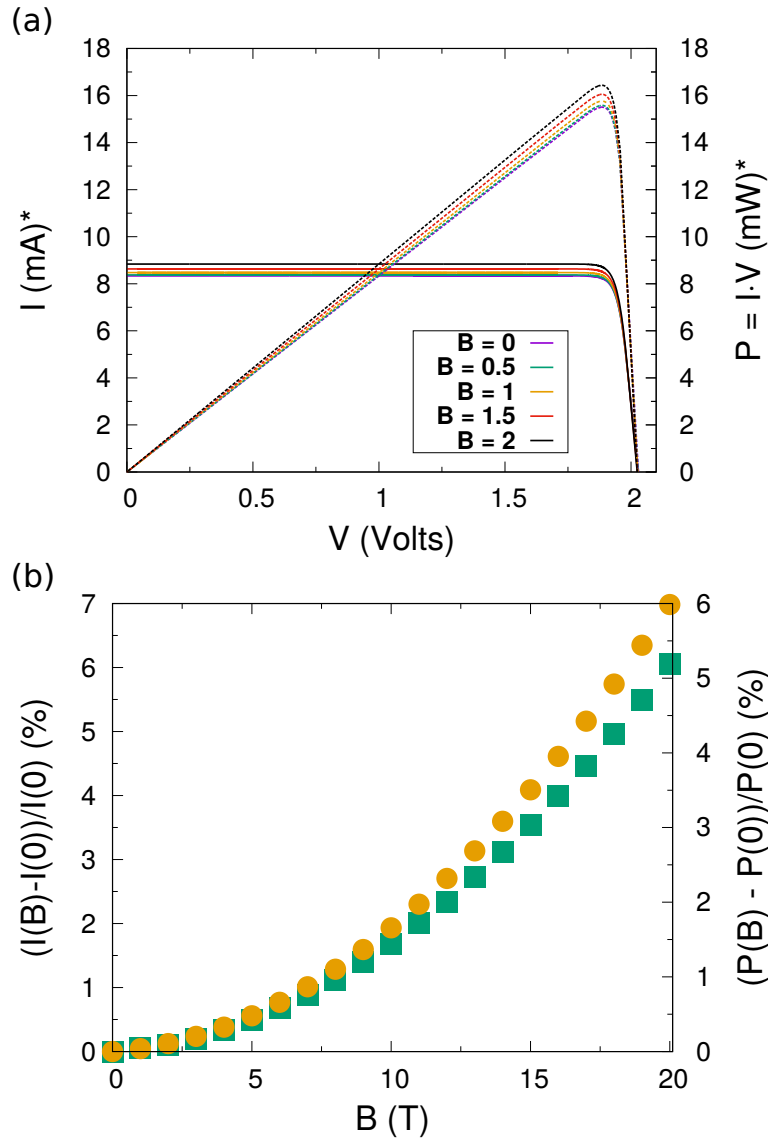 (a)
18
16
14
12
10
8
6
4
2
0
I (mA)*
18
16
14
12
10
8
6
4
2
0
P = I·V (mW)*
B = 0
B = 0.5
B = 1
B = 1.5
B = 2
0 0.5 1 1.5 2
V (Volts)
(b)
7
6
5
4
3
2
1
0
(I(B)-I(0))/I(0) (%)
6
5
4
3
2
1
0
(P(B) - P(0))/P(0) (%)
0 5 10 15 20
B (T)